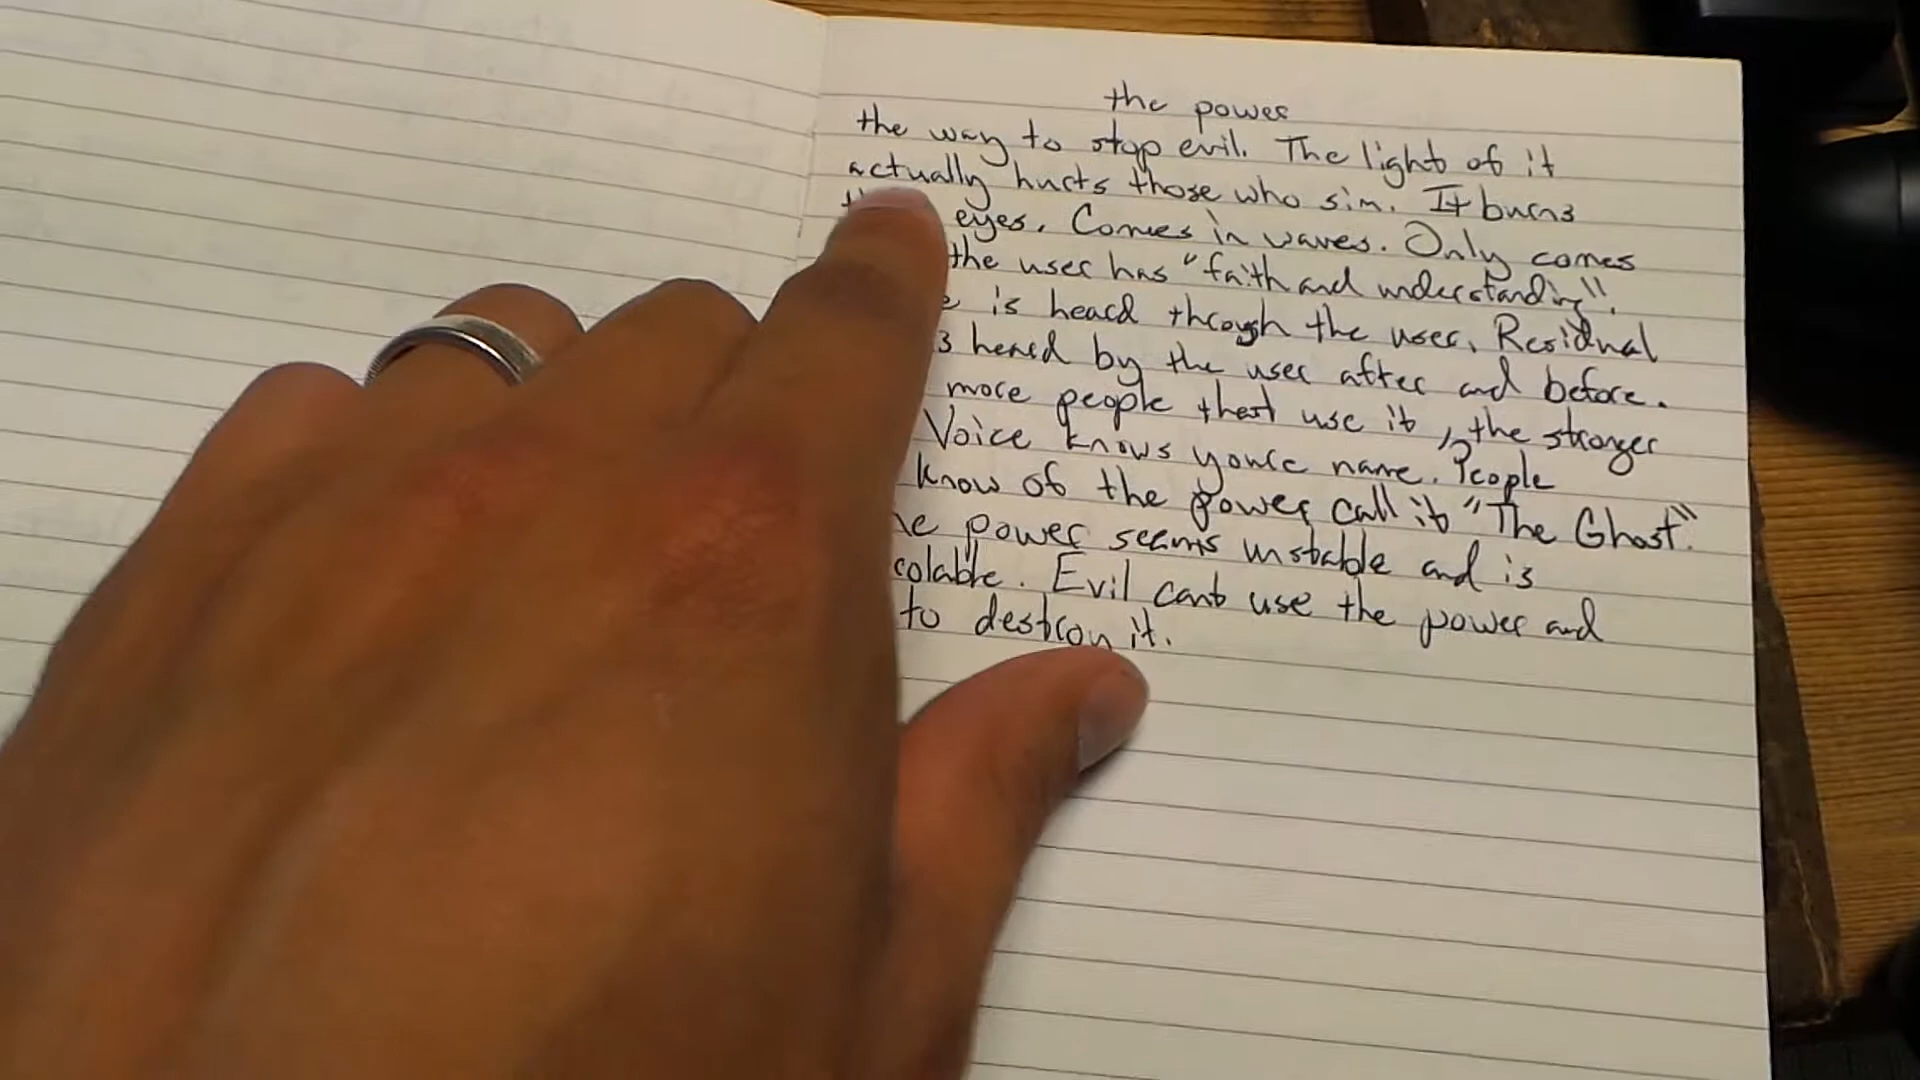 the power
the way to stop evil. The light of it
actually hurts those who sin. It burns
eyes. Comes in waves. Only comes
the user has "faith and understanding".
is heard through the user. Residual
heard by the user after and before.
more people that use it, the stronger
Voice knows your name. People
know of the power call it "The Ghost".
power seams unstable and is
Evil cant use the power and
to destroy it.